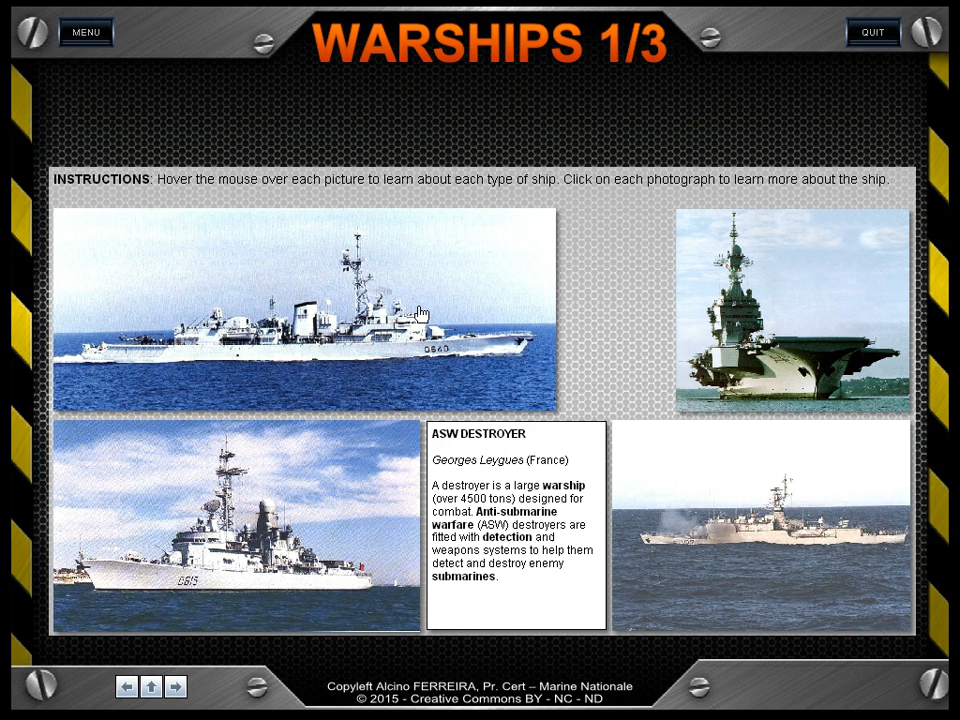 MENU
WARSHIPS 1/3
QUIT
INSTRUCTIONS: Hover the mouse over each picture to learn about each type of ship. Click on each photograph to learn more about the ship.
D640
D615
ASW DESTROYER
Georges Leygues (France)
A destroyer is a large warship
(over 4500 tons) designed for
combat. Anti-submarine
warfare (ASW) destroyers are
fitted with detection and
weapons systems to help them
detect and destroy enemy
submarines.
Copyleft Alcino FERREIRA, Pr. Cert – Marine Nationale
© 2015 - Creative Commons BY - NC - ND